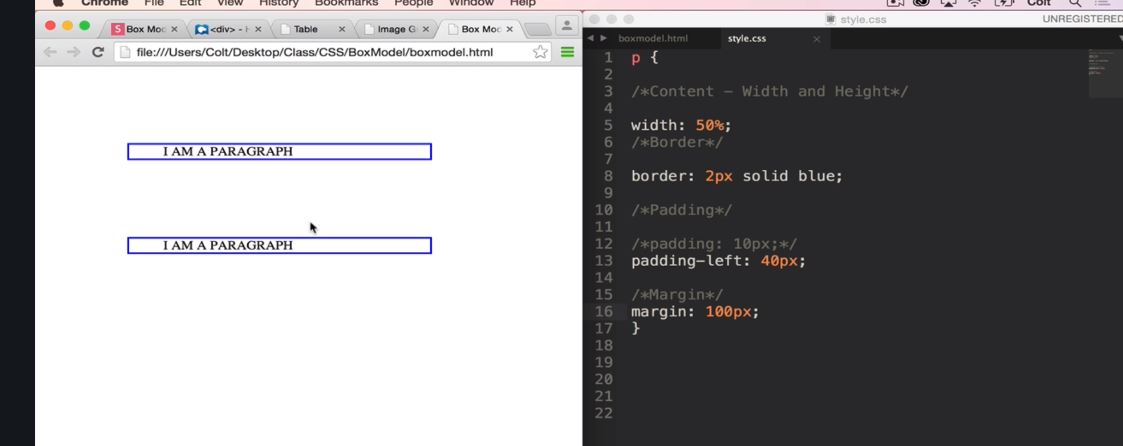 Chrome File Edit View History Bookmarks People Window Help
Colt
Box Mod
<div> -
Table
Image G
Box Mod
file:///Users/Colt/Desktop/Class/CSS/BoxModel/boxmodel.html
I AM A PARAGRAPH
I AM A PARAGRAPH
style.css
UNREGISTERED
boxmodel.html
style.css
1 p {
2
3 /*Content – Width and Height*/
4
5 width: 50%;
6 /*Border*/
7
8 border: 2px solid blue;
9
10 /*Padding*/
11
12 /*padding: 10px;*/
13 padding-left: 40px;
14
15 /*Margin*/
16 margin: 100px;
17 }
18
19
20
21
22